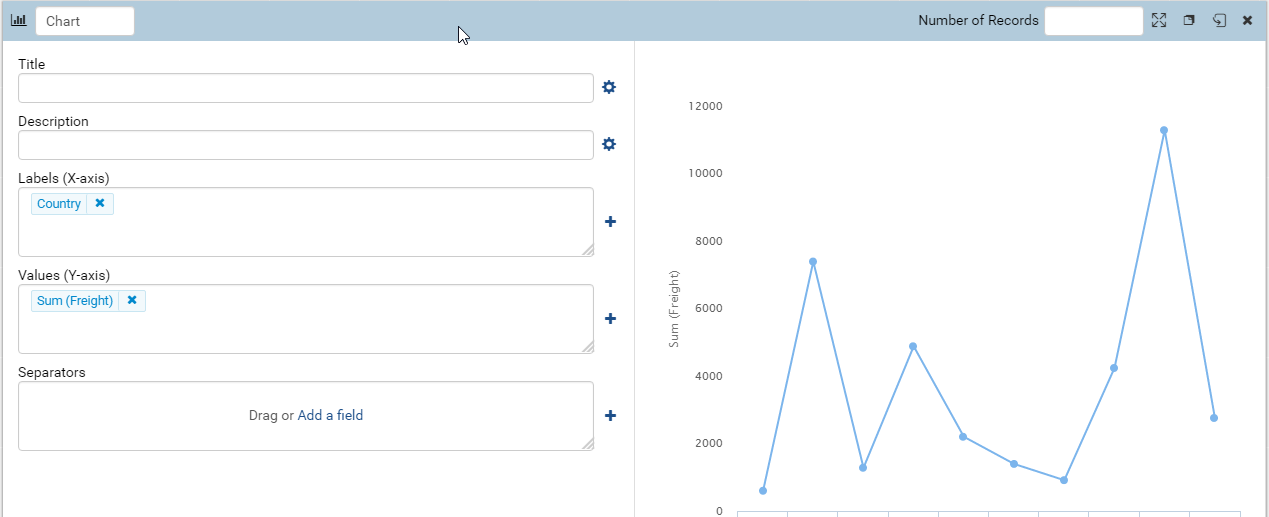 Chart
Number of Records
Title
Description
Labels (X-axis)
Country
Values (Y-axis)
Sum (Freight)
Separators
Drag or Add a field
12000
10000
8000
6000
4000
2000
0
Sum (Freight)